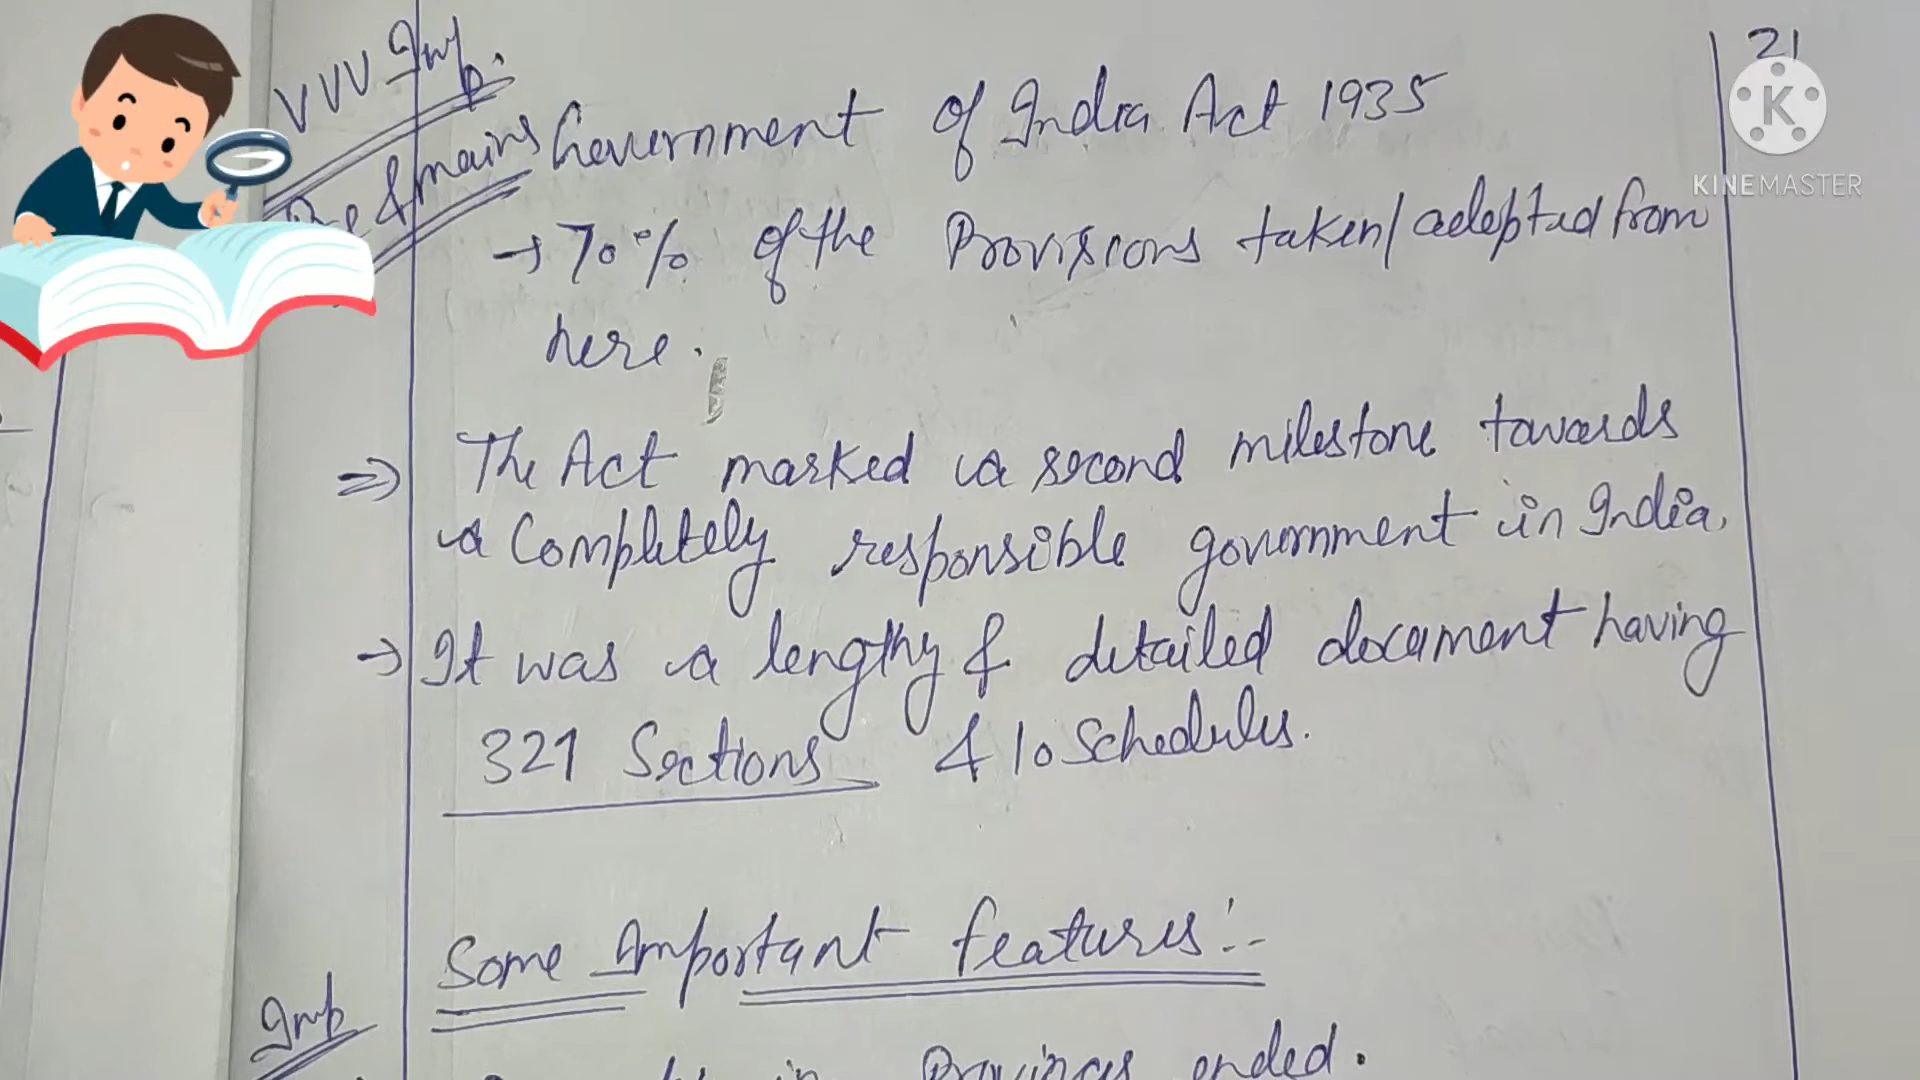 21
VVV Imp.
Pre & mains
Government of India Act 1935
→ 70% of the Provisions taken/adopted from
here.
⇒ The Act marked a second milestone towards
a Completely responsible government in India.
→ It was a lengthy & detailed document having
321 Sections & 10 Schedules.
Some Important features:-
Imp
in Provinces ended.
KINEMASTER